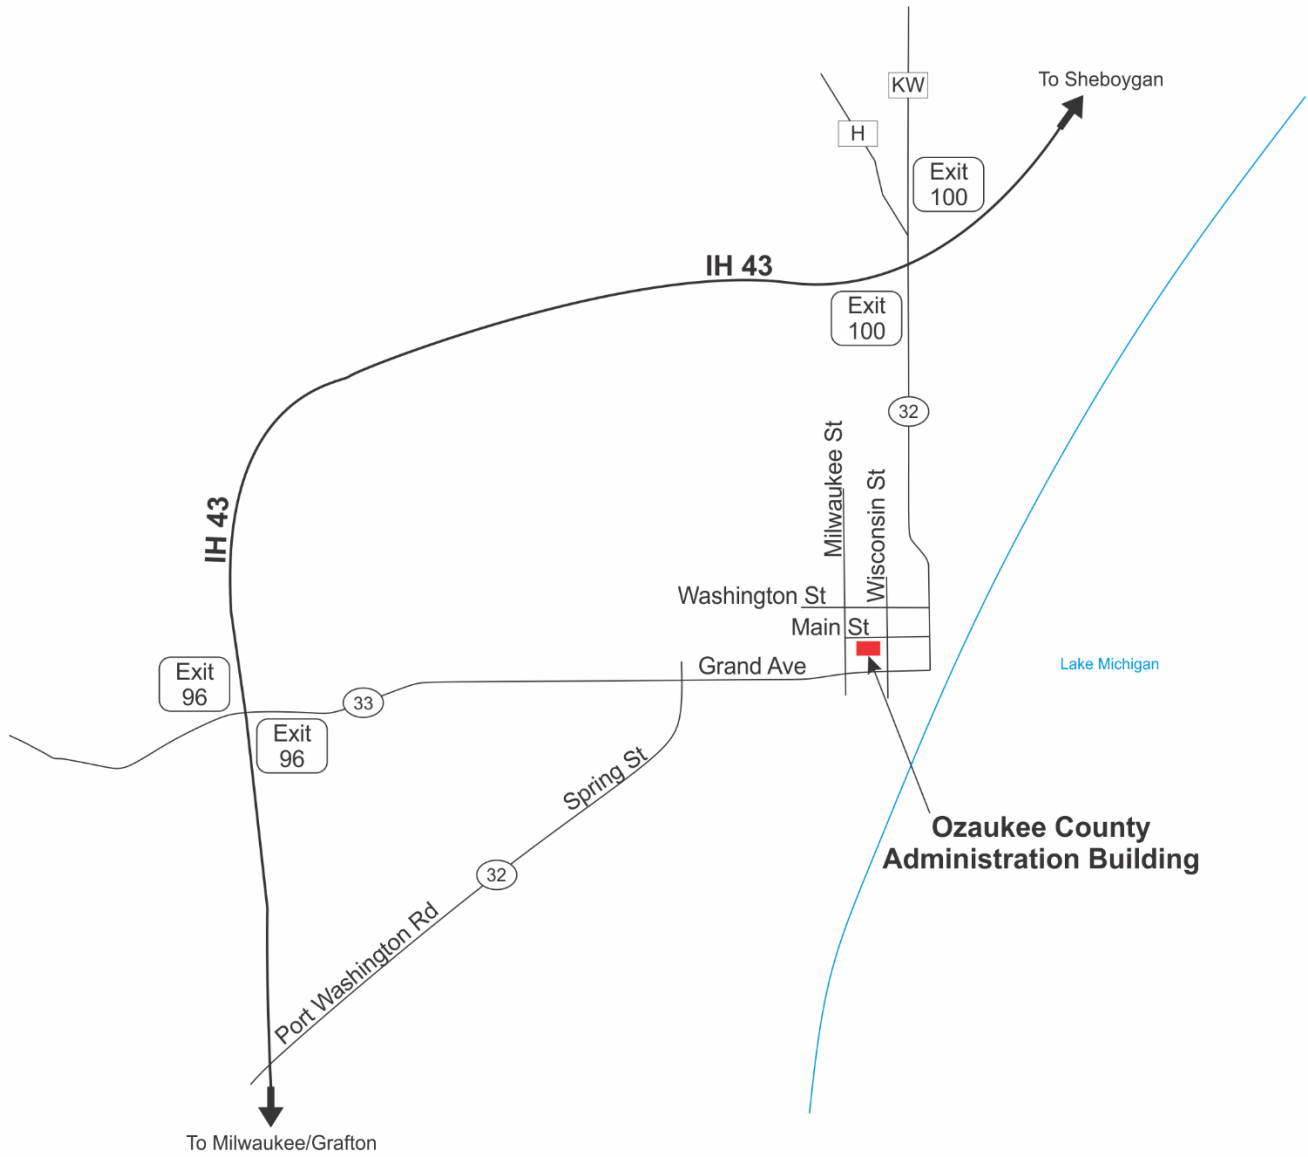 To Sheboygan
KW
H
Exit
100
IH 43
Exit
100
32
Milwaukee St
Wisconsin St
IH 43
Washington St
Main St
Grand Ave
Lake Michigan
Exit
96
33
Exit
96
Spring St
Ozaukee County
Administration Building
32
Port Washington Rd
To Milwaukee/Grafton